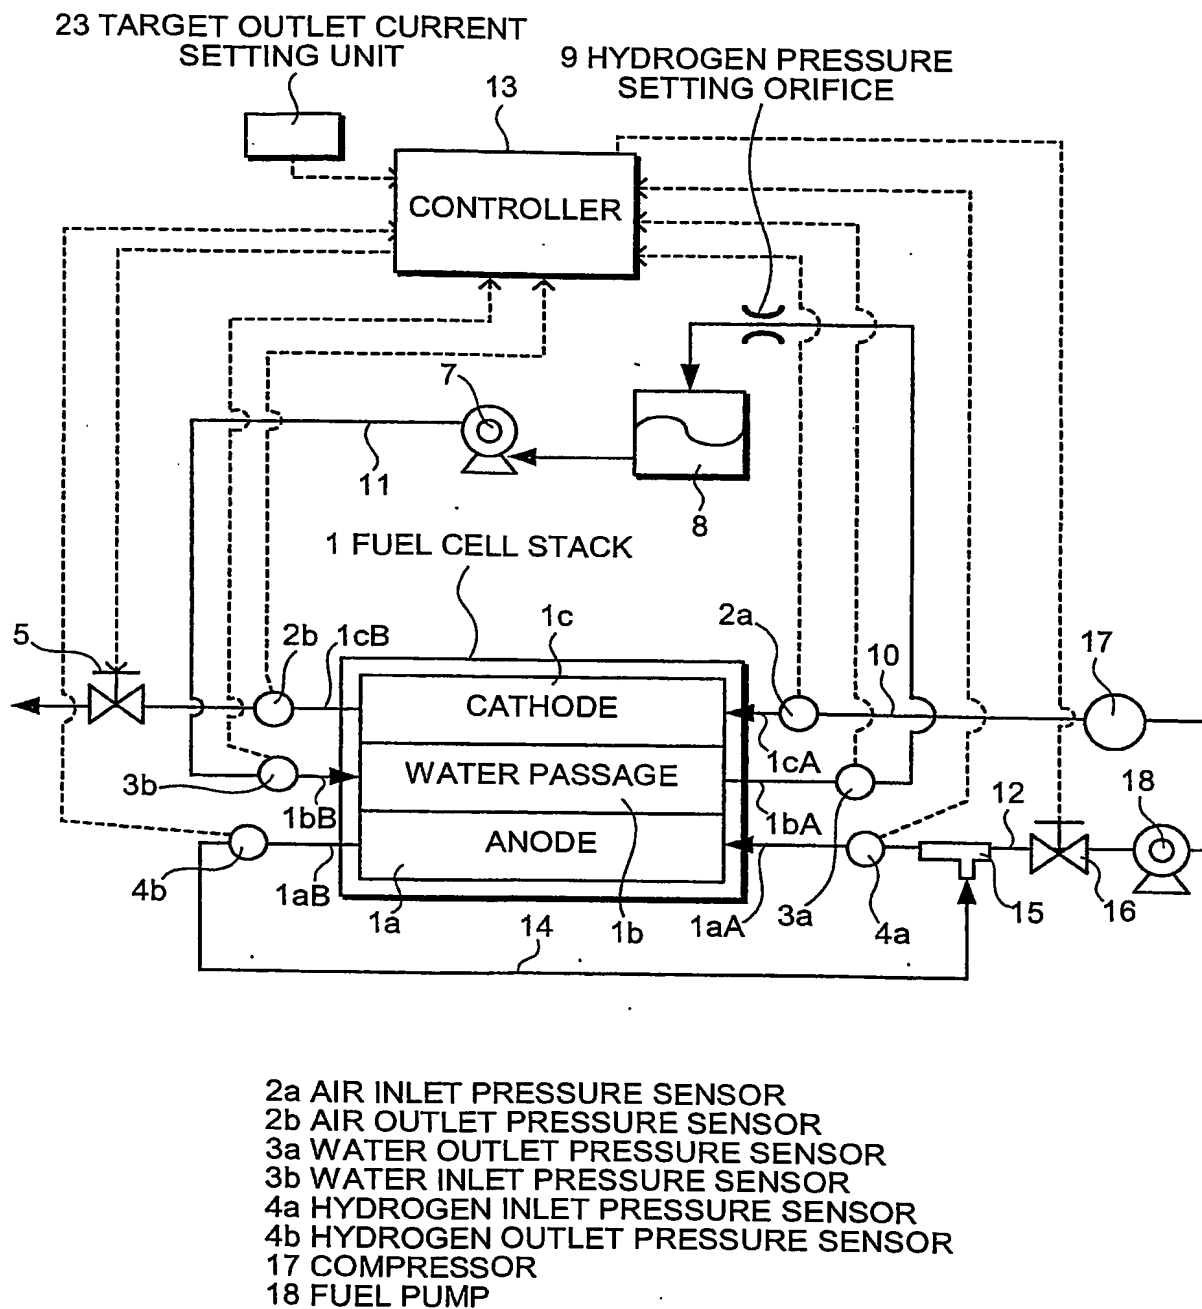 23 TARGET OUTLET CURRENT
SETTING UNIT
9 HYDROGEN PRESSURE
SETTING ORIFICE
13
CONTROLLER
7
11
8
1 FUEL CELL STACK
5
2b
1cB
1c
2a
10
17
CATHODE
1cA
WATER PASSAGE
3b
1bB
1bA
12
18
ANODE
4b
1aB
1a
1b
1aA
3a
4a
15
16
14
2a AIR INLET PRESSURE SENSOR
2b AIR OUTLET PRESSURE SENSOR
3a WATER OUTLET PRESSURE SENSOR
3b WATER INLET PRESSURE SENSOR
4a HYDROGEN INLET PRESSURE SENSOR
4b HYDROGEN OUTLET PRESSURE SENSOR
17 COMPRESSOR
18 FUEL PUMP